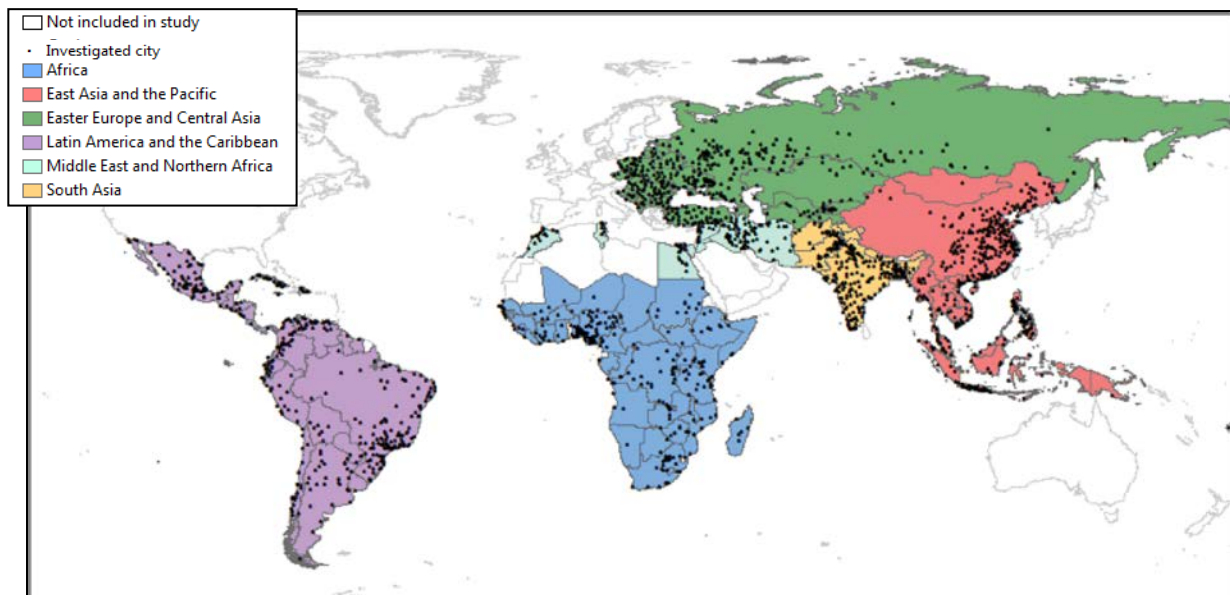 Not included in study
Investigated city
Africa
East Asia and the Pacific
Easter Europe and Central Asia
Latin America and the Caribbean
Middle East and Northern Africa
South Asia